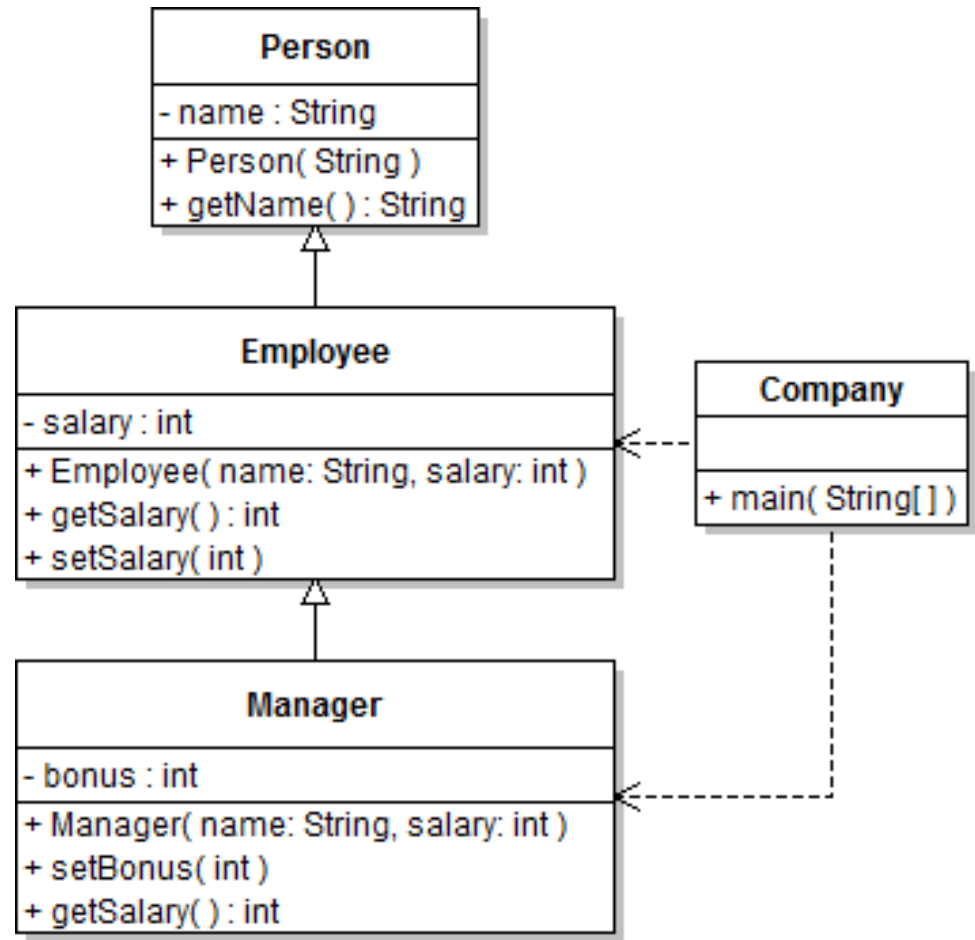 Person
- name : String
+ Person( String )
+ getName( ) : String
Employee
- salary : int
+ Employee( name: String, salary: int )
+ getSalary( ) : int
+ setSalary( int )
Company
+ main( String[ ] )
Manager
- bonus : int
+ Manager( name: String, salary: int )
+ setBonus( int )
+ getSalary( ) : int